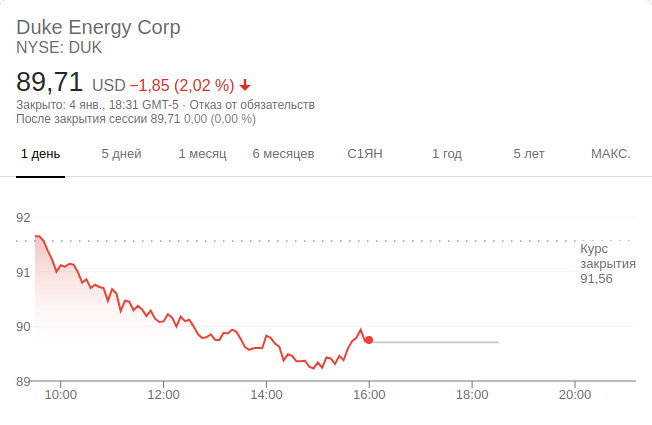 Duke Energy Corp
NYSE: DUK
89,71 USD −1,85 (2,02 %)
Закрыто: 4 янв., 18:31 GMT-5 · Отказ от обязательств
После закрытия сессии 89,71 0,00 (0,00 %)
1 день 5 дней 1 месяц 6 месяцев С1ЯН 1 год 5 лет МАКС.
92
Курс
закрытия
91,56
91
90
89
10:00 12:00 14:00 16:00 18:00 20:00